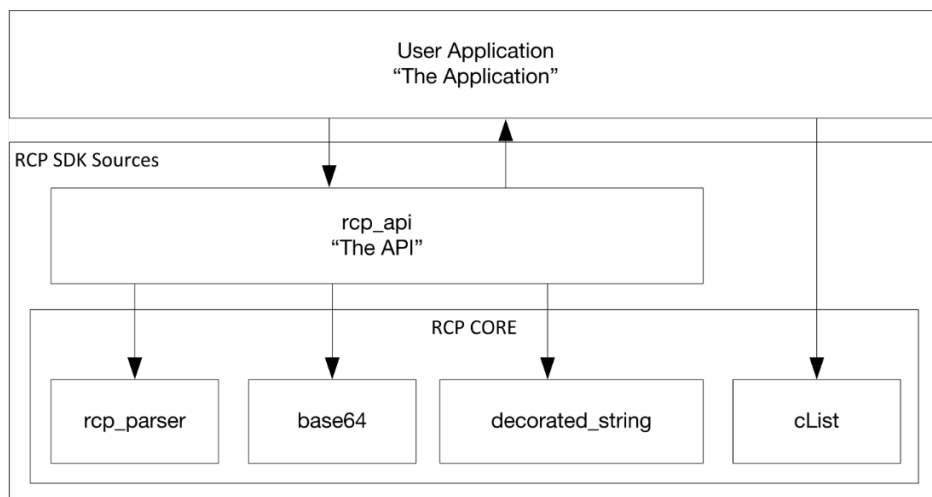 User Application
“The Application”
RCP SDK Sources
rcp_api
“The API”
RCP CORE
rcp_parser
base64
decorated_string
cList